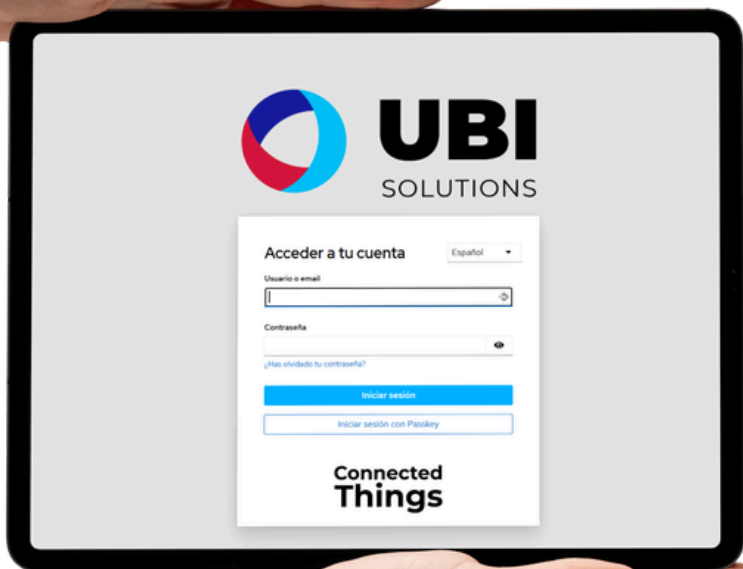 UBI
SOLUTIONS
Acceder a tu cuenta
Español
Usuario o email
Contraseña
¿Has olvidado tu contraseña?
Iniciar sesión
Iniciar sesión con Passkey
Connected
Things